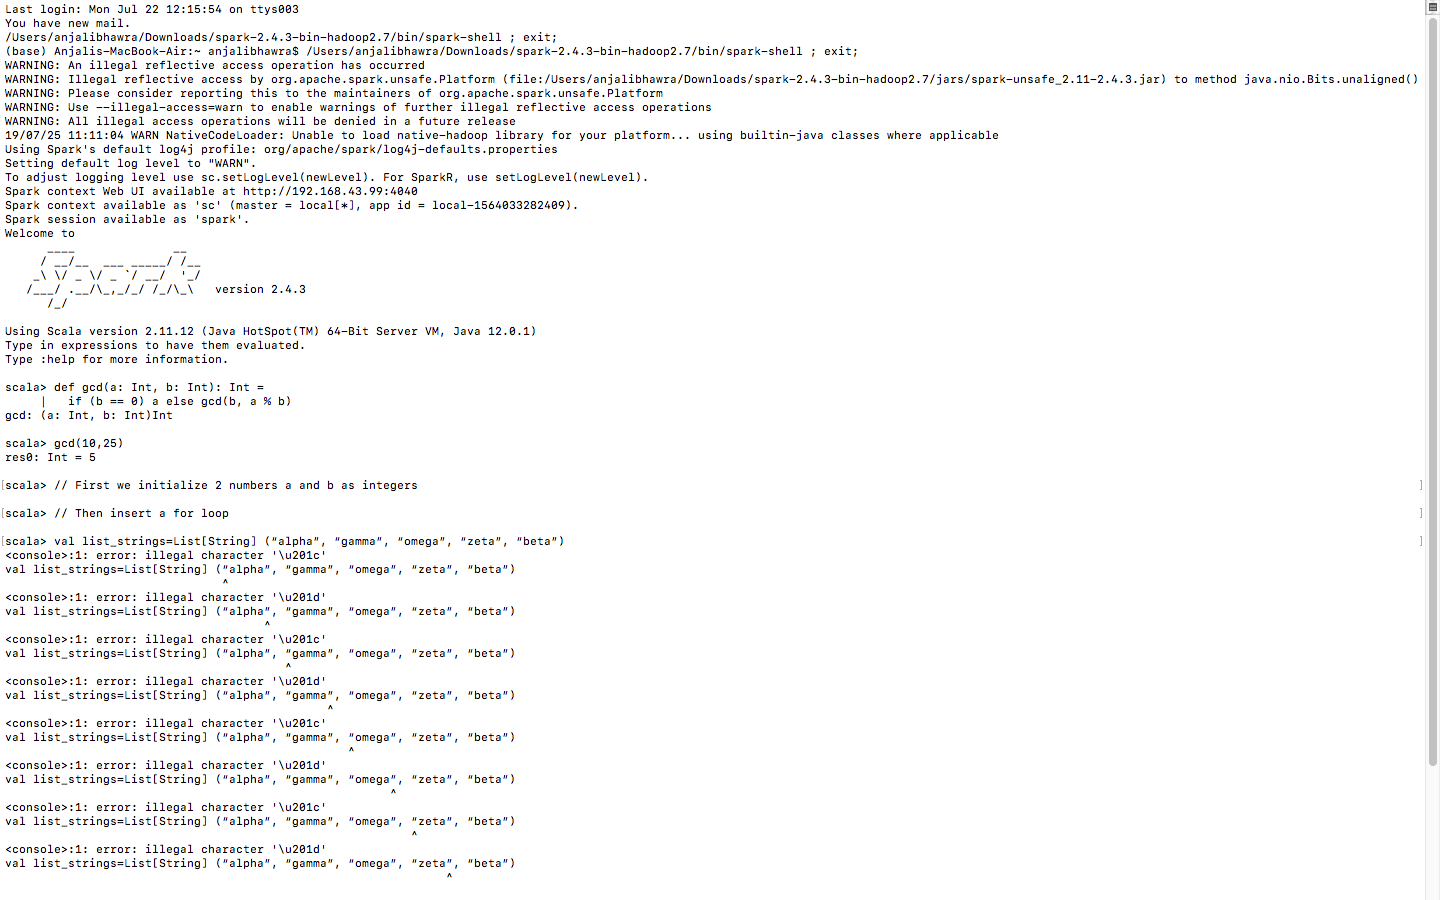 Last login: Mon Jul 22 12:15:54 on ttys003
You have new mail.
/Users/anjalibhawra/Downloads/spark-2.4.3-bin-hadoop2.7/bin/spark-shell ; exit;
(base) Anjalis-MacBook-Air:~ anjalibhawra$ /Users/anjalibhawra/Downloads/spark-2.4.3-bin-hadoop2.7/bin/spark-shell ; exit;
WARNING: An illegal reflective access operation has occurred
WARNING: Illegal reflective access by org.apache.spark.unsafe.Platform (file:/Users/anjalibhawra/Downloads/spark-2.4.3-bin-hadoop2.7/jars/spark-unsafe_2.11-2.4.3.jar) to method java.nio.Bits.unaligned()
WARNING: Please consider reporting this to the maintainers of org.apache.spark.unsafe.Platform
WARNING: Use --illegal-access=warn to enable warnings of further illegal reflective access operations
WARNING: All illegal access operations will be denied in a future release
19/07/25 11:11:04 WARN NativeCodeLoader: Unable to load native-hadoop library for your platform... using builtin-java classes where applicable
Using Spark's default log4j profile: org/apache/spark/log4j-defaults.properties
Setting default log level to "WARN".
To adjust logging level use sc.setLogLevel(newLevel). For SparkR, use setLogLevel(newLevel).
Spark context Web UI available at http://192.168.43.99:4040
Spark context available as 'sc' (master = local[*], app id = local-1564033282409).
Spark session available as 'spark'.
Welcome to
      ____              __
     / __/__  ___ _____/ /__
    _\ \/ _ \/ _ `/ __/  '_/
   /___/ .__/\_,_/_/ /_/\_\   version 2.4.3
      /_/
Using Scala version 2.11.12 (Java HotSpot(TM) 64-Bit Server VM, Java 12.0.1)
Type in expressions to have them evaluated.
Type :help for more information.
scala> def gcd(a: Int, b: Int): Int =
     |   if (b == 0) a else gcd(b, a % b)
gcd: (a: Int, b: Int)Int
scala> gcd(10,25)
res0: Int = 5
[scala> // First we initialize 2 numbers a and b as integers ]
[scala> // Then insert a for loop ]
[scala> val list_strings=List[String] (“alpha”, “gamma”, “omega”, “zeta”, “beta”) ]
<console>:1: error: illegal character '\u201c'
val list_strings=List[String] (“alpha”, “gamma”, “omega”, “zeta”, “beta”)
                               ^
<console>:1: error: illegal character '\u201d'
val list_strings=List[String] (“alpha”, “gamma”, “omega”, “zeta”, “beta”)
                                     ^
<console>:1: error: illegal character '\u201c'
val list_strings=List[String] (“alpha”, “gamma”, “omega”, “zeta”, “beta”)
                                        ^
<console>:1: error: illegal character '\u201d'
val list_strings=List[String] (“alpha”, “gamma”, “omega”, “zeta”, “beta”)
                                              ^
<console>:1: error: illegal character '\u201c'
val list_strings=List[String] (“alpha”, “gamma”, “omega”, “zeta”, “beta”)
                                                 ^
<console>:1: error: illegal character '\u201d'
val list_strings=List[String] (“alpha”, “gamma”, “omega”, “zeta”, “beta”)
                                                       ^
<console>:1: error: illegal character '\u201c'
val list_strings=List[String] (“alpha”, “gamma”, “omega”, “zeta”, “beta”)
                                                          ^
<console>:1: error: illegal character '\u201d'
val list_strings=List[String] (“alpha”, “gamma”, “omega”, “zeta”, “beta”)
                                                               ^